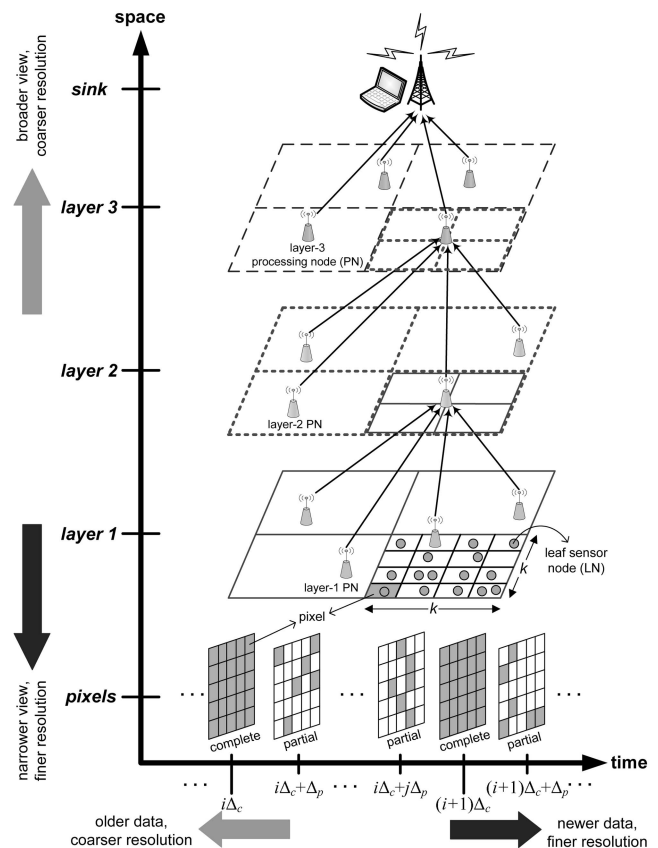 space
broader view,
coarser resolution
sink
layer 3
layer-3
processing node (PN)
layer 2
layer-2 PN
layer 1
layer-1 PN
leaf sensor
node (LN)
k
k
pixel
narrower view,
finer resolution
pixels
· · ·
complete
partial
· · ·
partial
complete
partial
· · ·
time
· · ·
iΔc
iΔc+Δp
· · ·
iΔc+jΔp
(i+1)Δc
(i+1)Δc+Δp
· · ·
older data,
coarser resolution
newer data,
finer resolution